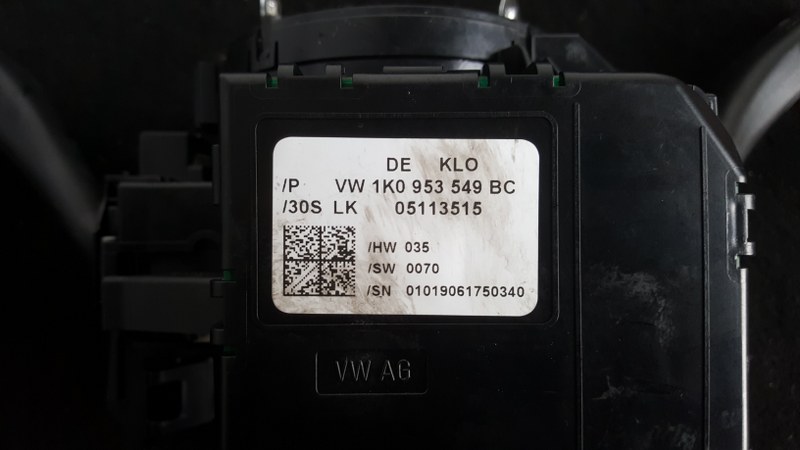 DE KLO
/P VW 1K0 953 549 BC
/30S LK 05113515
/HW 035
/SW 0070
/SN 01019061750340
VW AG